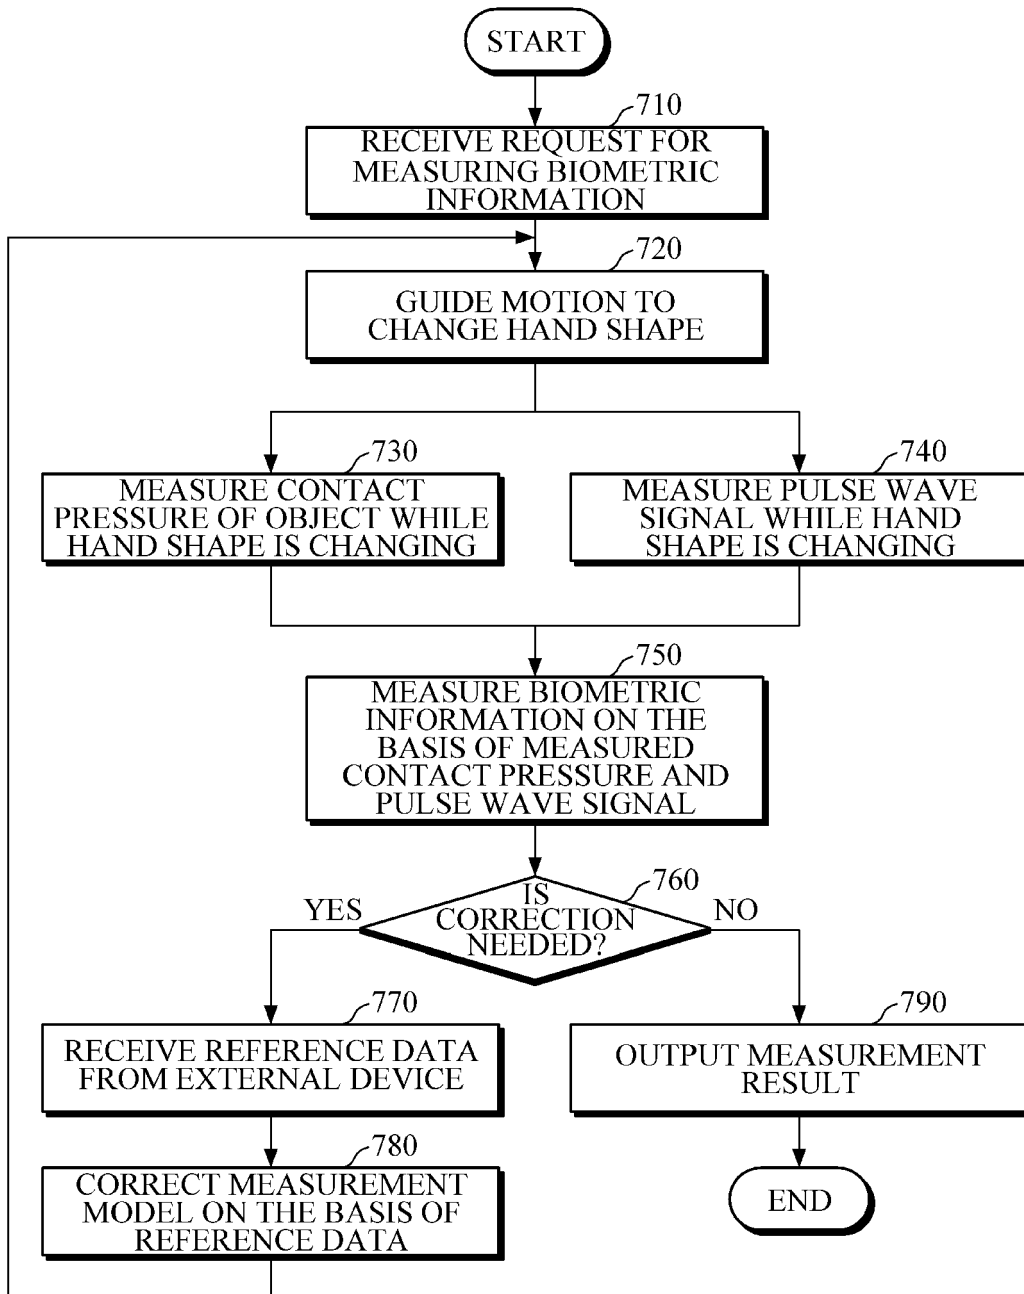 START
710
RECEIVE REQUEST FOR
MEASURING BIOMETRIC
INFORMATION
720
GUIDE MOTION TO
CHANGE HAND SHAPE
730
MEASURE CONTACT
PRESSURE OF OBJECT WHILE
HAND SHAPE IS CHANGING
740
MEASURE PULSE WAVE
SIGNAL WHILE HAND
SHAPE IS CHANGING
750
MEASURE BIOMETRIC
INFORMATION ON THE
BASIS OF MEASURED
CONTACT PRESSURE AND
PULSE WAVE SIGNAL
760
IS
CORRECTION
NEEDED?
YES
NO
770
RECEIVE REFERENCE DATA
FROM EXTERNAL DEVICE
790
OUTPUT MEASUREMENT
RESULT
780
CORRECT MEASUREMENT
MODEL ON THE BASIS OF
REFERENCE DATA
END